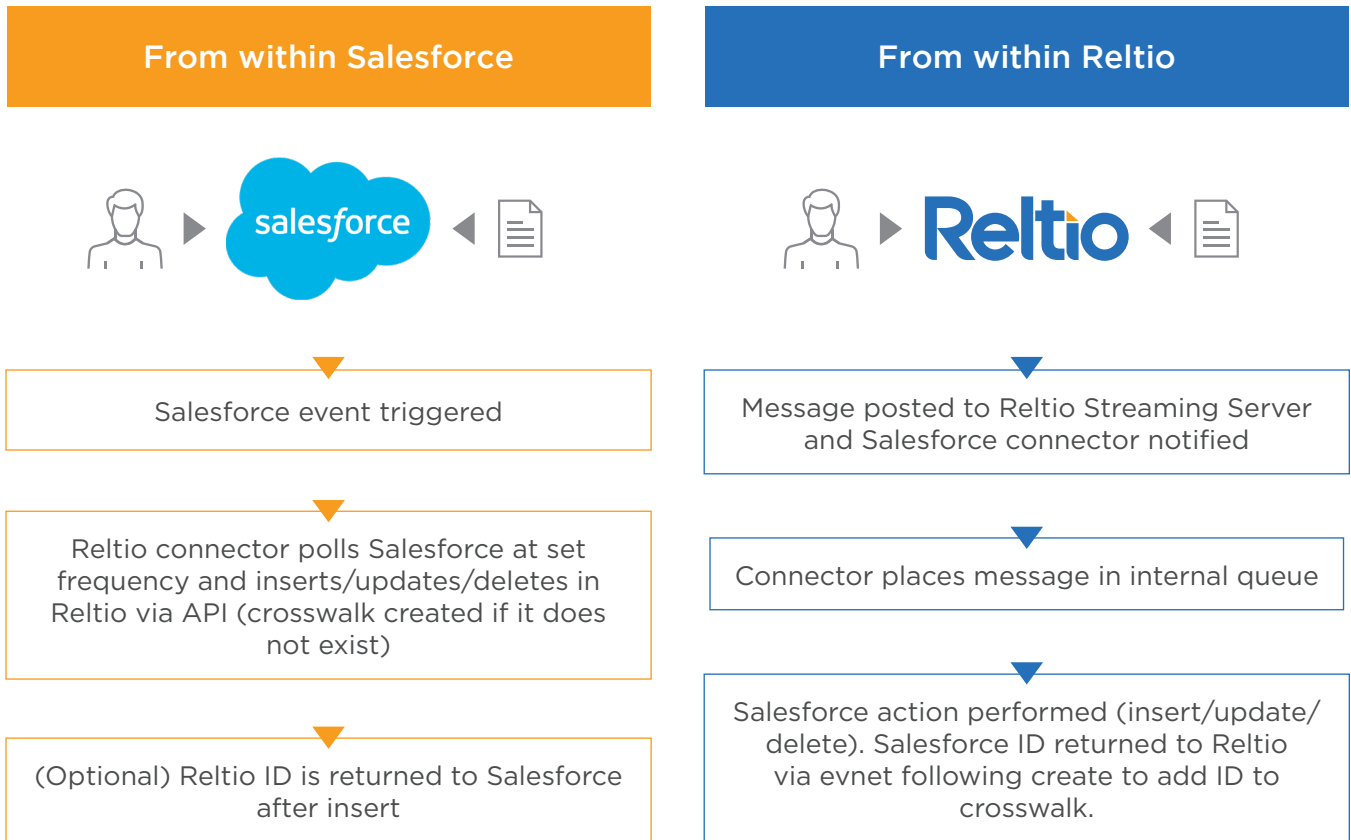 From within Salesforce
salesforce
Salesforce event triggered
Reltio connector polls Salesforce at set
frequency and inserts/updates/deletes in
Reltio via API (crosswalk created if it does
not exist)
(Optional) Reltio ID is returned to Salesforce
after insert
From within Reltio
Reltio
Message posted to Reltio Streaming Server
and Salesforce connector notified
Connector places message in internal queue
Salesforce action performed (insert/update/
delete). Salesforce ID returned to Reltio
via evnet following create to add ID to
crosswalk.